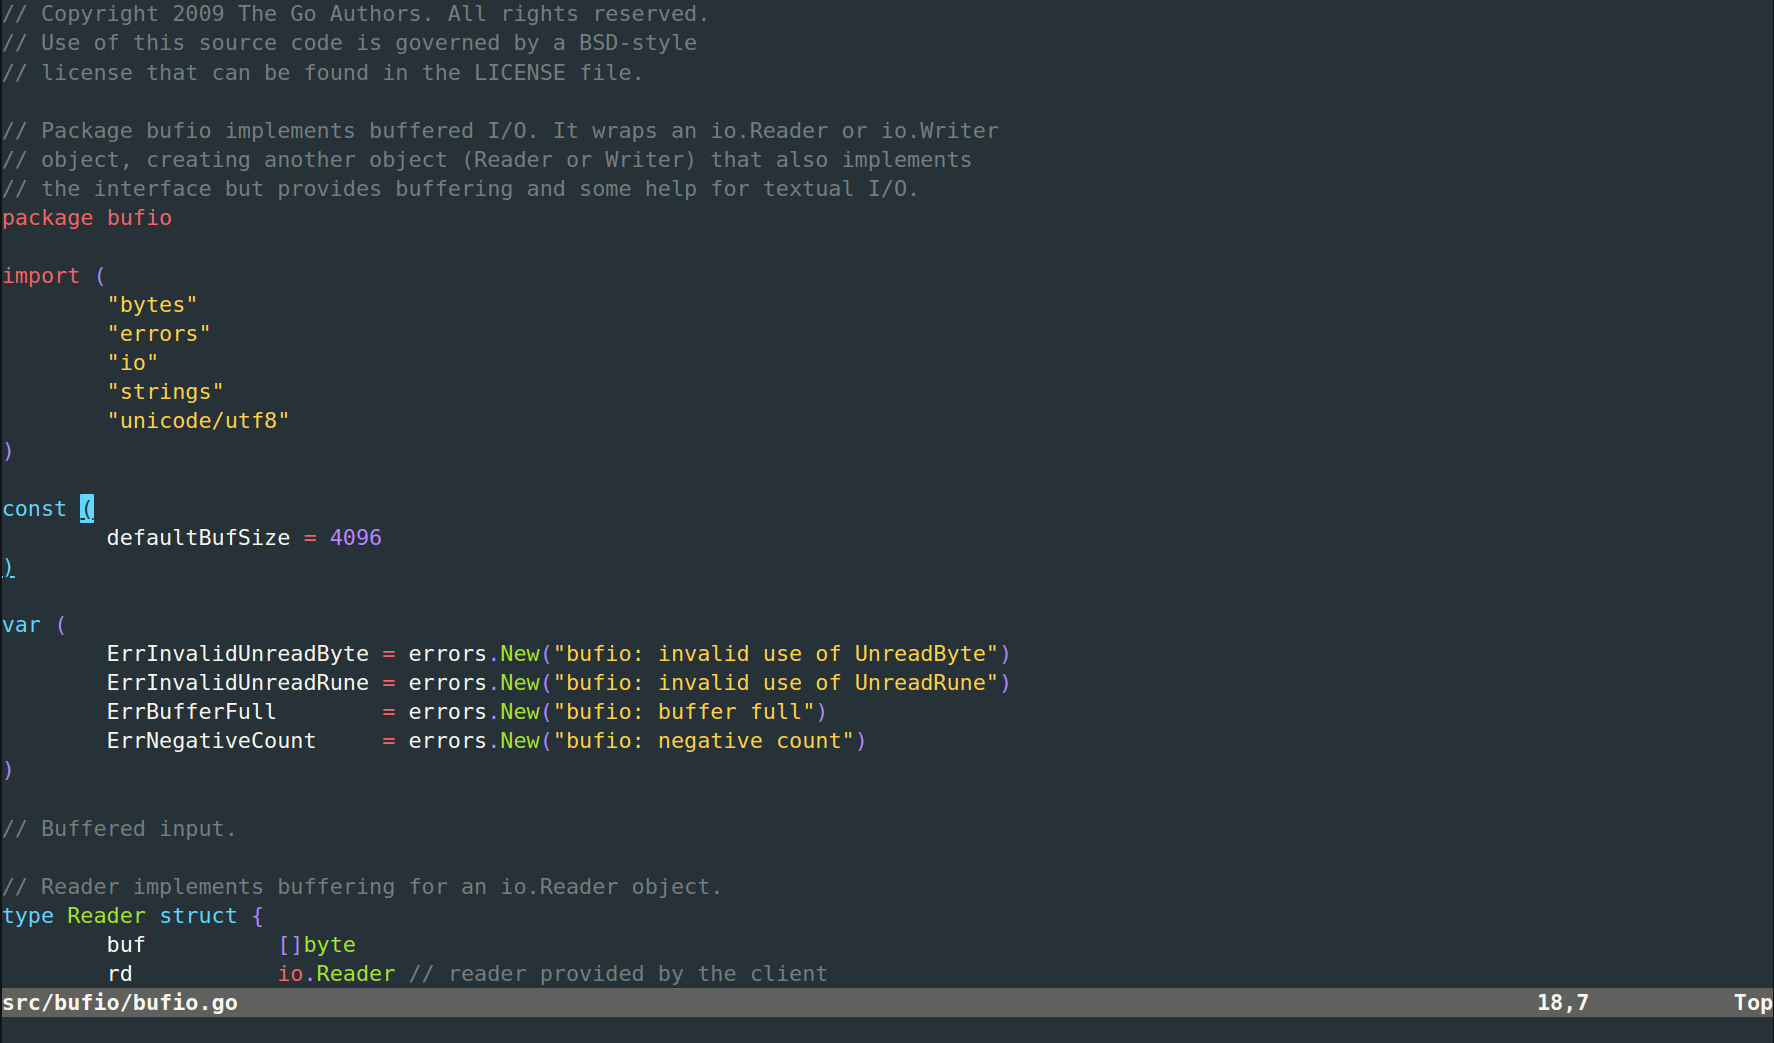 // Copyright 2009 The Go Authors. All rights reserved.
// Use of this source code is governed by a BSD-style
// license that can be found in the LICENSE file.

// Package bufio implements buffered I/O. It wraps an io.Reader or io.Writer
// object, creating another object (Reader or Writer) that also implements
// the interface but provides buffering and some help for textual I/O.
package bufio

import (
        "bytes"
        "errors"
        "io"
        "strings"
        "unicode/utf8"
)

const (
        defaultBufSize = 4096
)

var (
        ErrInvalidUnreadByte = errors.New("bufio: invalid use of UnreadByte")
        ErrInvalidUnreadRune = errors.New("bufio: invalid use of UnreadRune")
        ErrBufferFull        = errors.New("bufio: buffer full")
        ErrNegativeCount     = errors.New("bufio: negative count")
)

// Buffered input.

// Reader implements buffering for an io.Reader object.
type Reader struct {
        buf          []byte
        rd           io.Reader // reader provided by the client
src/bufio/bufio.go 18,7 Top